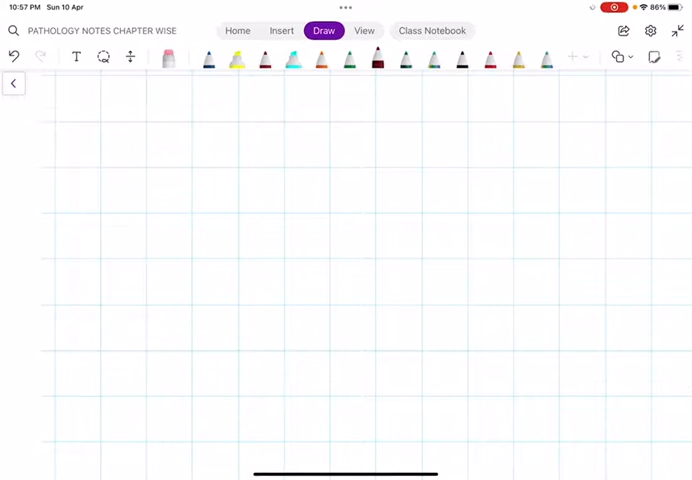 10:57 PM Sun 10 Apr 86%
PATHOLOGY NOTES CHAPTER WISE
Home Insert Draw View Class Notebook
T